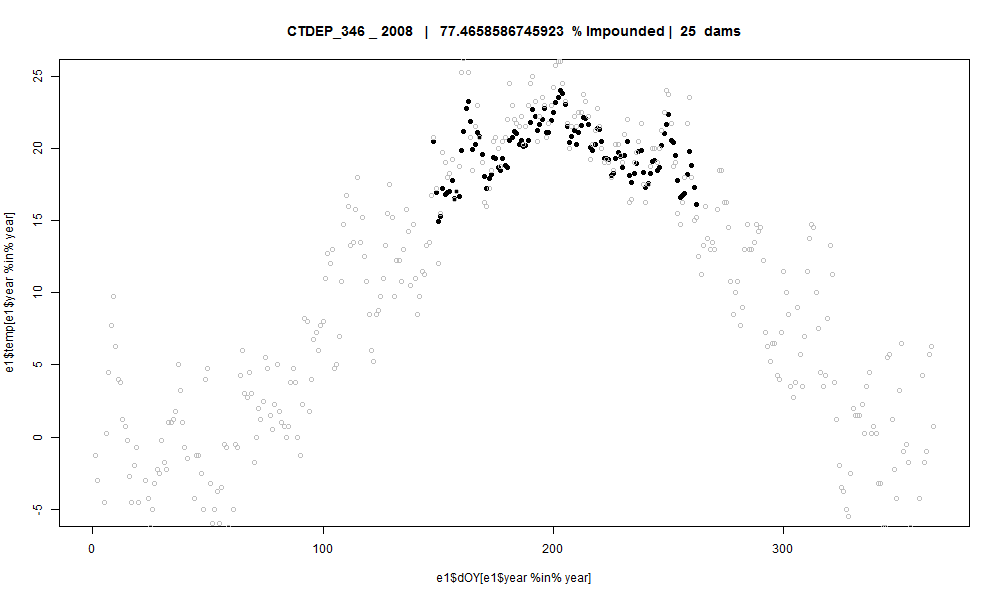 CTDEP_346 _ 2008 | 77.4658586745923 % Impounded | 25 dams
e1$temp[e1$year %in% year]
25
20
15
10
5
0
-5
0 100 200 300
e1$dOY[e1$year %in% year]